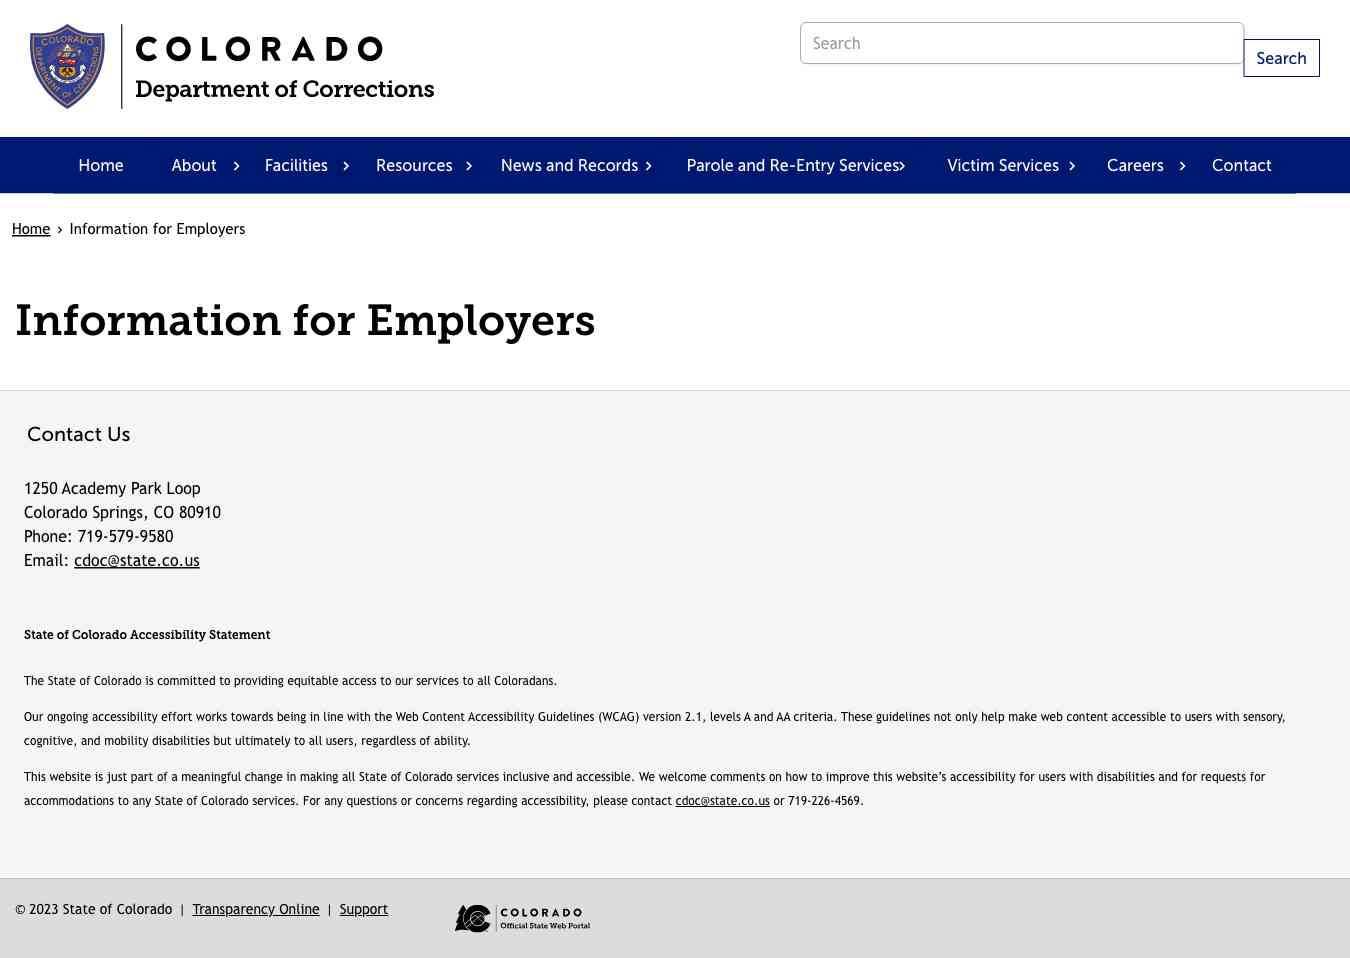 COLORADO
Department of Corrections
Search
Search
Home About Facilities Resources News and Records Parole and Re-Entry Services Victim Services Careers Contact
Home › Information for Employers
Information for Employers
Contact Us
1250 Academy Park Loop
Colorado Springs, CO 80910
Phone: 719-579-9580
Email: cdoc@state.co.us
State of Colorado Accessibility Statement
The State of Colorado is committed to providing equitable access to our services to all Coloradans.
Our ongoing accessibility effort works towards being in line with the Web Content Accessibility Guidelines (WCAG) version 2.1, levels A and AA criteria. These guidelines not only help make web content accessible to users with sensory,
cognitive, and mobility disabilities but ultimately to all users, regardless of ability.
This website is just part of a meaningful change in making all State of Colorado services inclusive and accessible. We welcome comments on how to improve this website’s accessibility for users with disabilities and for requests for
accommodations to any State of Colorado services. For any questions or concerns regarding accessibility, please contact cdoc@state.co.us or 719-226-4569.
© 2023 State of Colorado | Transparency Online | Support
COLORADO
Official State Web Portal